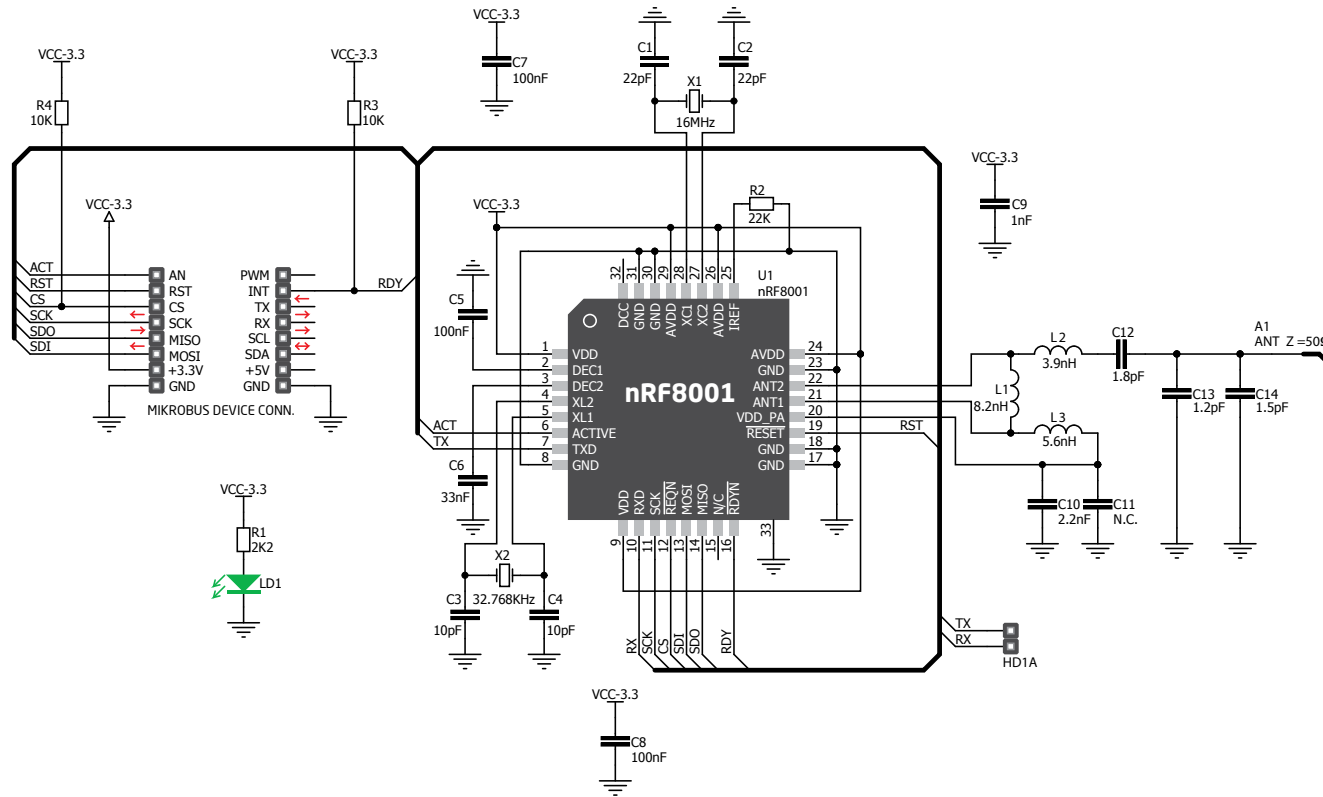 VCC-3.3
C7
100nF
C1
22pF
C2
22pF
X1
16MHz
VCC-3.3
R4
10K
VCC-3.3
R3
10K
VCC-3.3
C9
1nF
VCC-3.3
VCC-3.3
R2
22K
ACT
RST
CS
SCK
SDO
SDI
AN
RST
CS
SCK
MISO
MOSI
+3.3V
GND
PWM
INT
TX
RX
SCL
SDA
+5V
GND
RDY
MIKROBUS DEVICE CONN.
C5
100nF
U1
nRF8001
32
31
30
29
28
27
26
25
DCC
GND
GND
AVDD
XC1
XC2
AVDD
IREF
1
2
3
4
5
6
7
8
VDD
DEC1
DEC2
XL2
XL1
ACTIVE
TXD
GND
nRF8001
AVDD
GND
ANT2
ANT1
VDD_PA
RESET
GND
GND
24
23
22
21
20
19
18
17
ACT
TX
RST
VDD
RXD
SCK
REQN
MOSI
MISO
N/C
RDYN
9
10
11
12
13
14
15
16
33
C6
33nF
X2
32.768KHz
C3
10pF
C4
10pF
RX
SCK
CS
SDI
SDO
RDY
L2
3.9nH
C12
1.8pF
L1
8.2nH
L3
5.6nH
A1
ANT Z =509
C13
1.2pF
C14
1.5pF
C10
2.2nF
C11
N.C.
VCC-3.3
R1
2K2
LD1
TX
RX
HD1A
VCC-3.3
C8
100nF